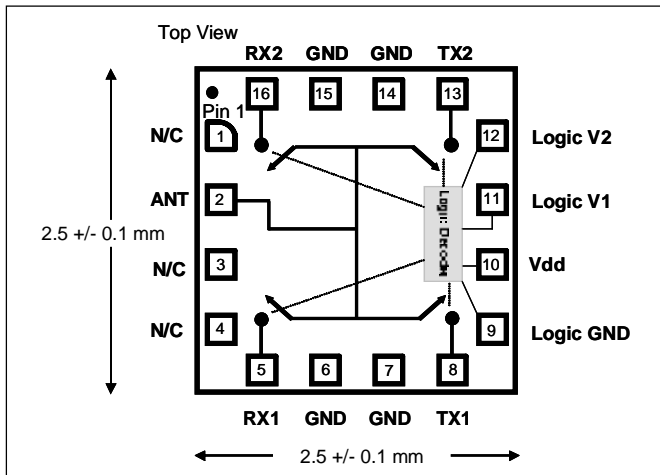 Top View
RX2 GND GND TX2
16 15 14 13
Pin 1
N/C 1 12 Logic V2
ANT 2 11 Logic V1
2.5 +/- 0.1 mm
Logic Decoder
N/C 3 10 Vdd
N/C 4 9 Logic GND
5 6 7 8
RX1 GND GND TX1
2.5 +/- 0.1 mm